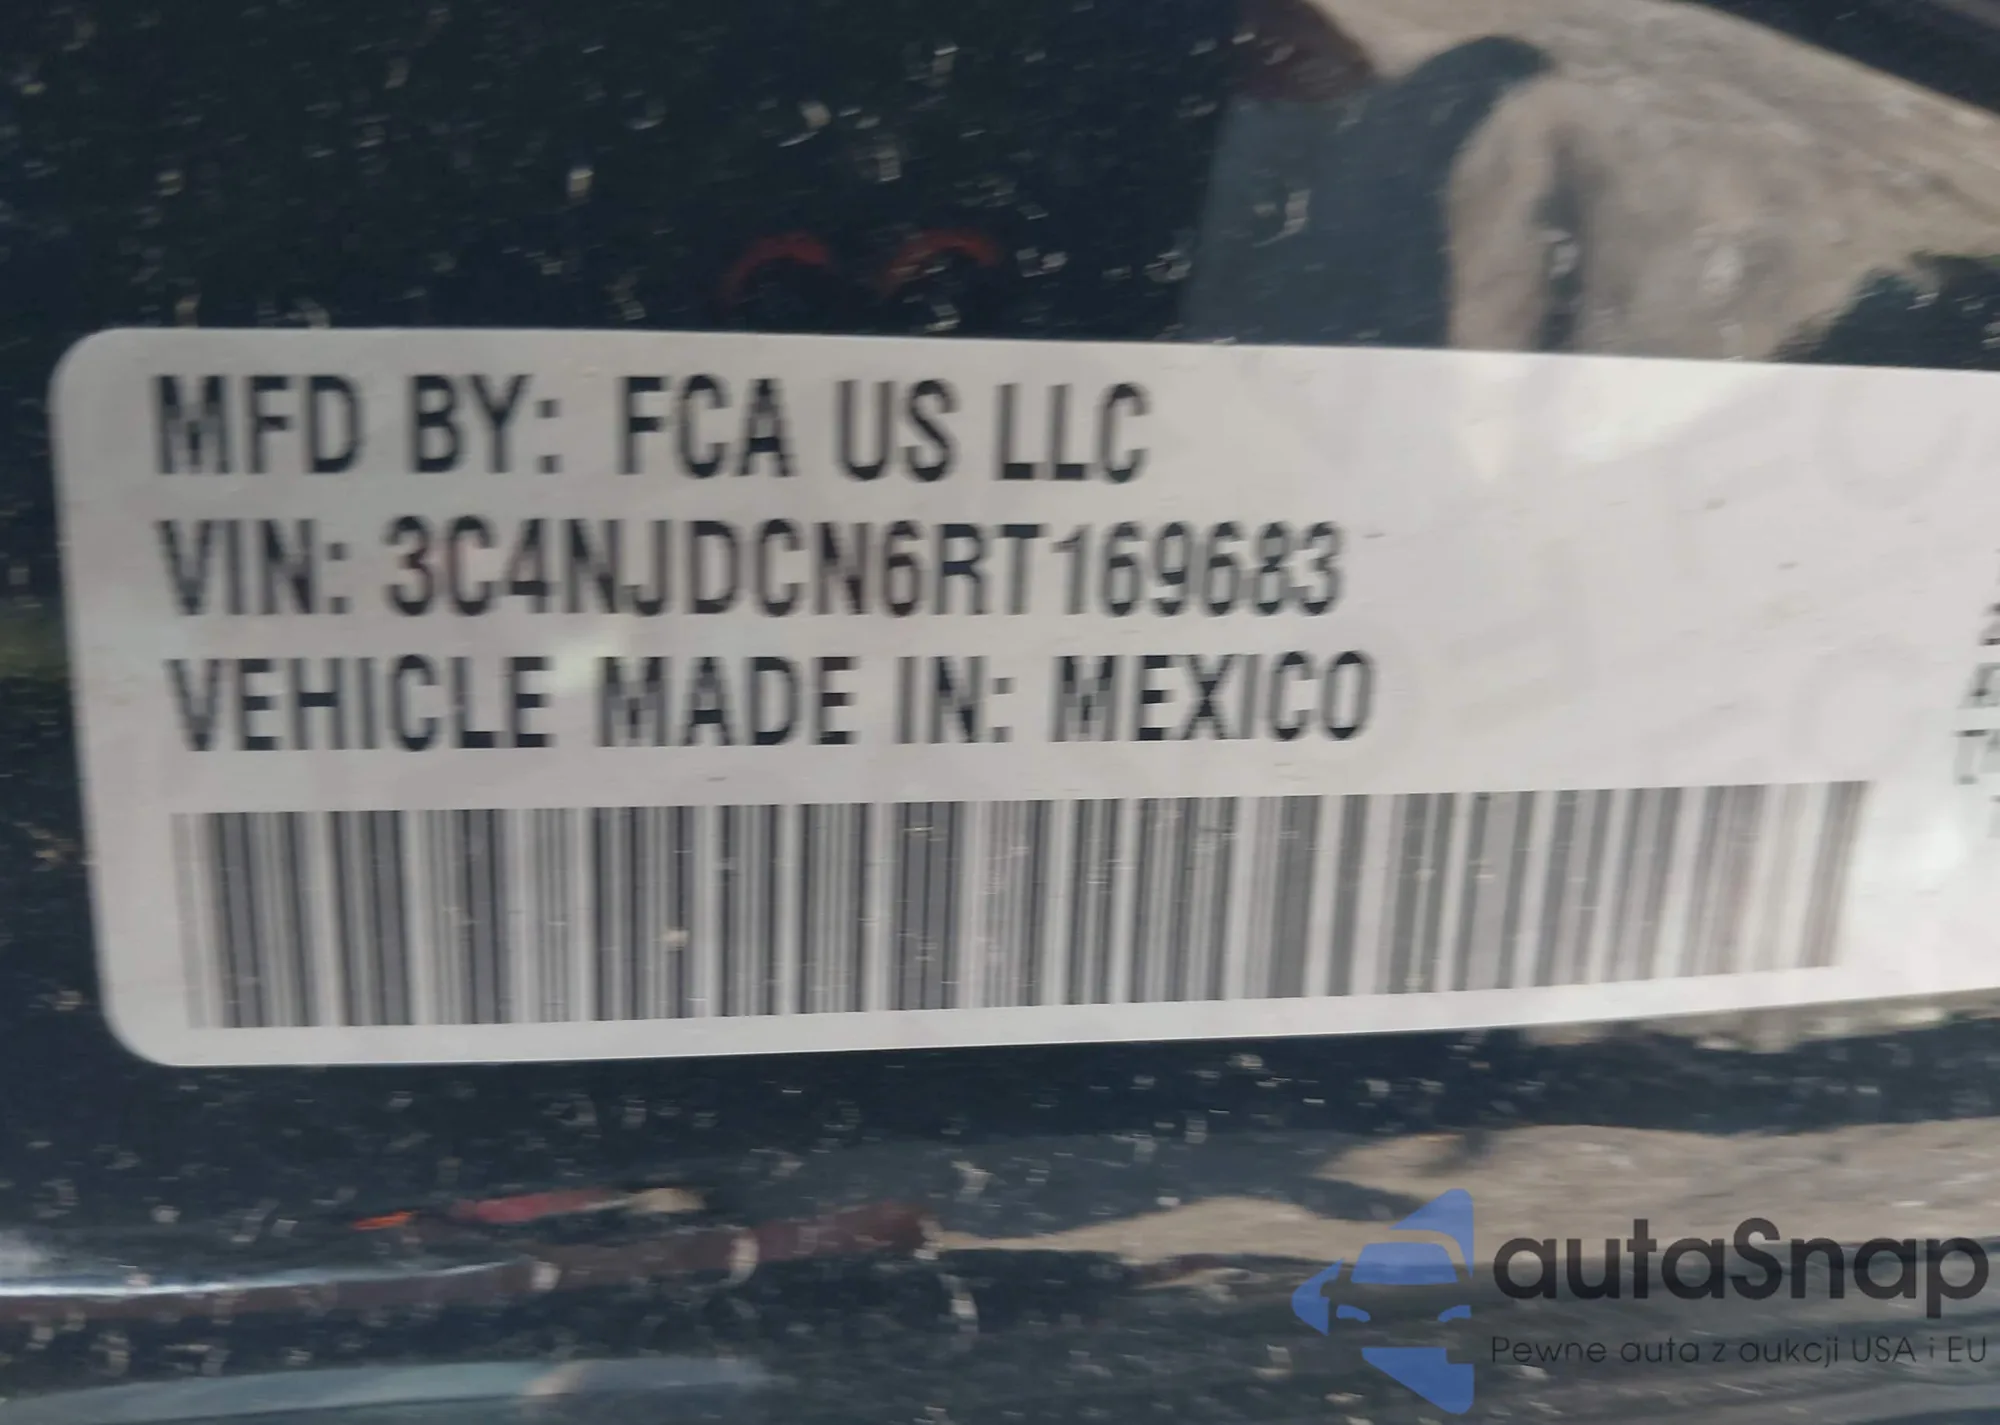 MFD BY: FCA US LLC
VIN: 3C4NJDCN6RT169683
VEHICLE MADE IN: MEXICO
autaSnap
Pewne auta z aukcji USA i EU